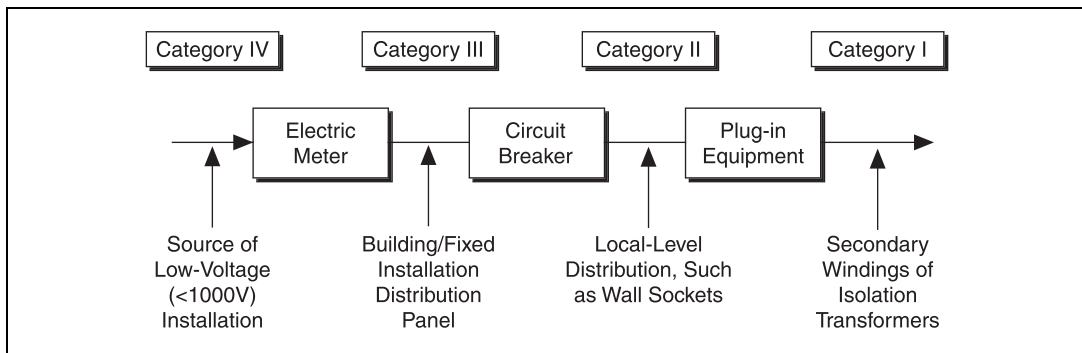 Category IV
Category III
Category II
Category I
Electric
Meter
Circuit
Breaker
Plug-in
Equipment
Source of
Low-Voltage
(<1000V)
Installation
Building/Fixed
Installation
Distribution
Panel
Local-Level
Distribution, Such
as Wall Sockets
Secondary
Windings of
Isolation
Transformers